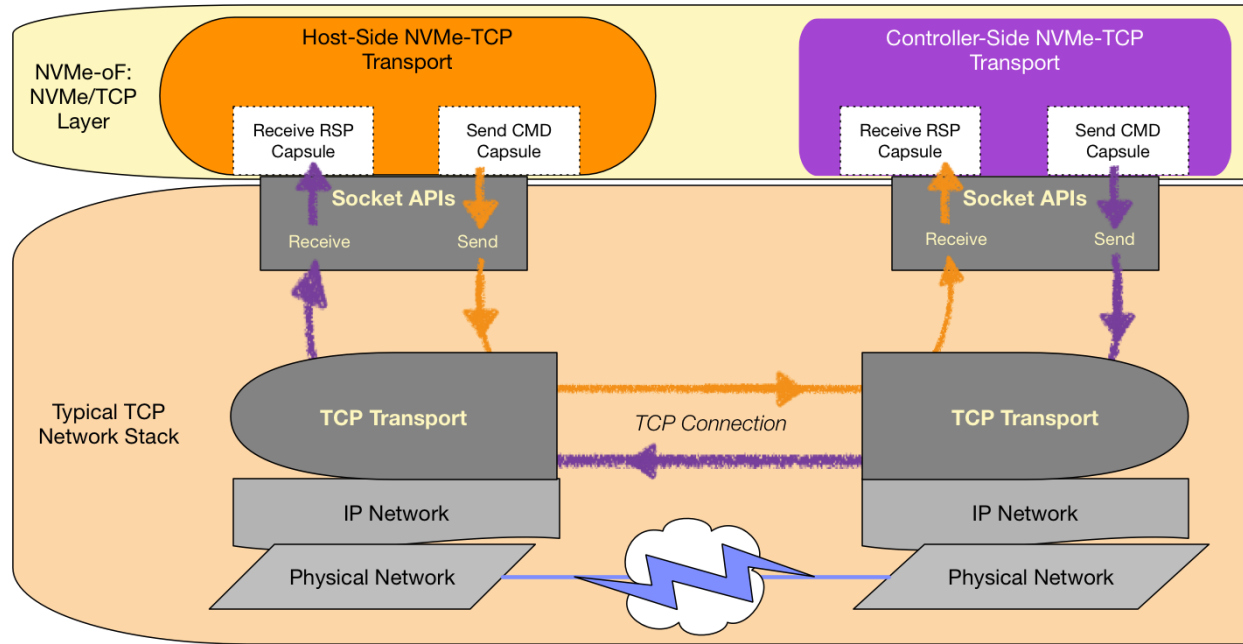 Host-Side NVMe-TCP
Transport
Controller-Side NVMe-TCP
Transport
NVMe-oF:
NVMe/TCP
Layer
Receive RSP
Capsule
Send CMD
Capsule
Receive RSP
Capsule
Send CMD
Capsule
Socket APIs
Receive
Send
Socket APIs
Receive
Send
Typical TCP
Network Stack
TCP Transport
TCP Connection
TCP Transport
IP Network
IP Network
Physical Network
Physical Network